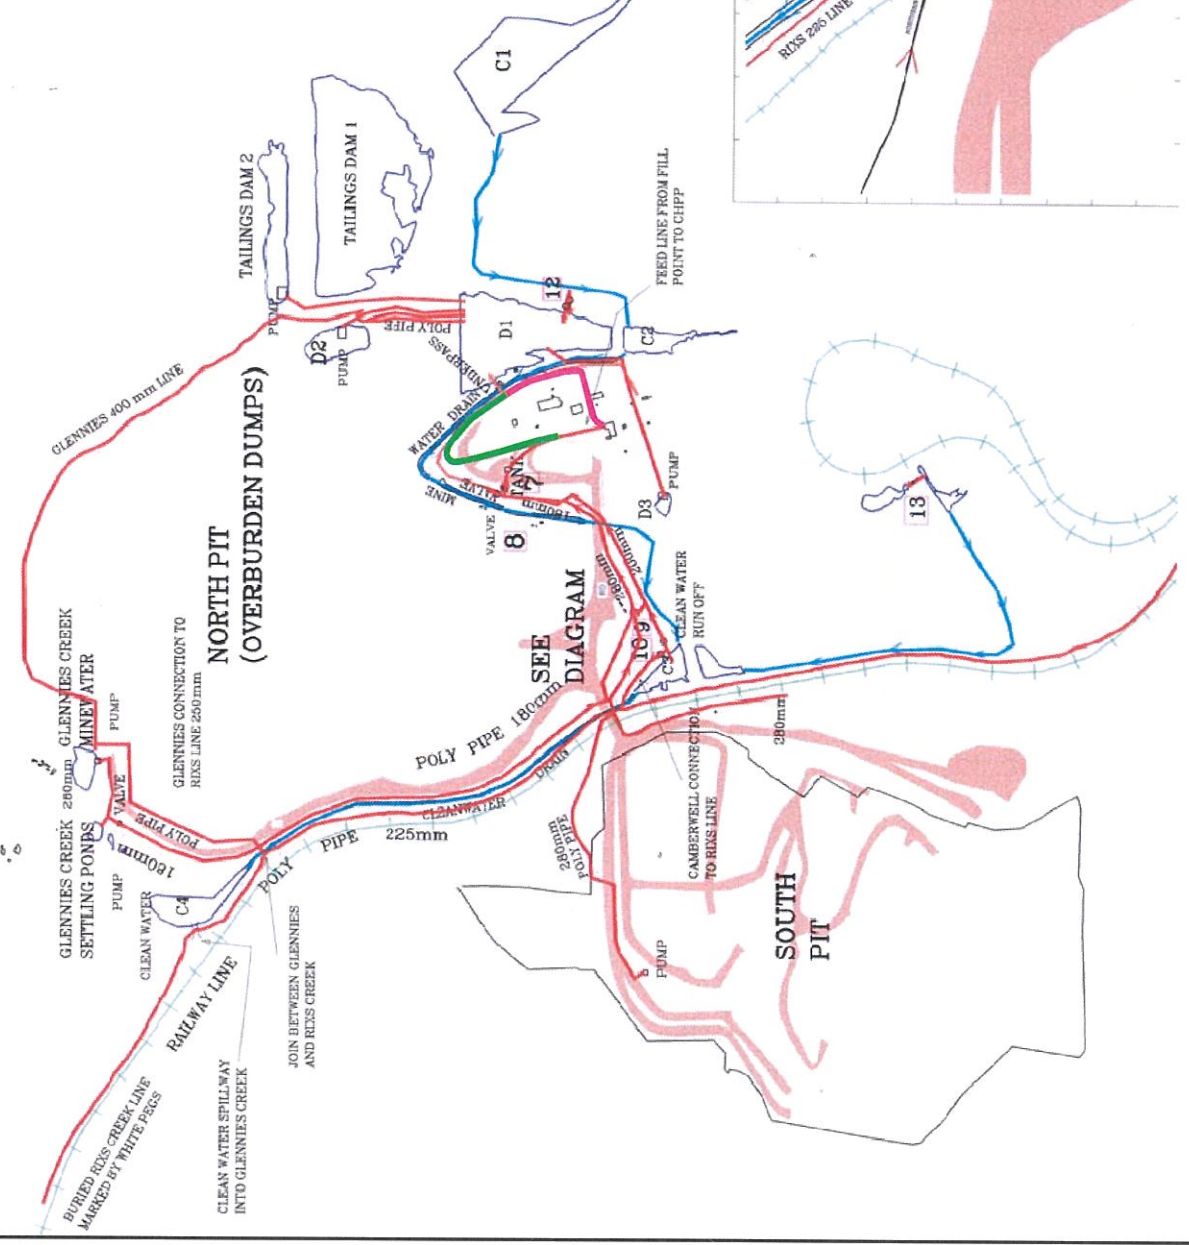 C1
RIXS 225 LINE
TAILINGS DAM 2
TAILINGS DAM 1
FEED LINE FROM FILL
POINT TO CHPP
PUMP
12
D1
POLY PIPE
UNDERPASS
C2
D2
PUMP
GLENNIES 400 mm LINE
WATER DRAIN
MINE
VALVE
TANK
7
180mm
VALVE
8
D3
PUMP
13
NORTH PIT
(OVERBURDEN DUMPS)
SEE
DIAGRAM
280mm
200mm
10
9
C3
CLEAN WATER
RUN OFF
GLENNIES CREEK
MINEWATER
PUMP
GLENNIES CONNECTION TO
RIXS LINE 250mm
280mm
VALVE
POLY PIPE
180mm
GLENNIES CREEK
SETTLING PONDS
PUMP
CLEAN WATER
C4
POLY PIPE 180mm
DRAIN
CLEANWATER
POLY PIPE 225mm
280mm
CAMBERWELL CONNECTION
TO RIXS LINE
280mm
POLY PIPE
SOUTH
PIT
PUMP
RAILWAY LINE
JOIN BETWEEN GLENNIES
AND RIXS CREEK
CLEAN WATER SPILLWAY
INTO GLENNIES CREEK
BURIED RIXS CREEK LINE
MARKED BY WHITE PEGS